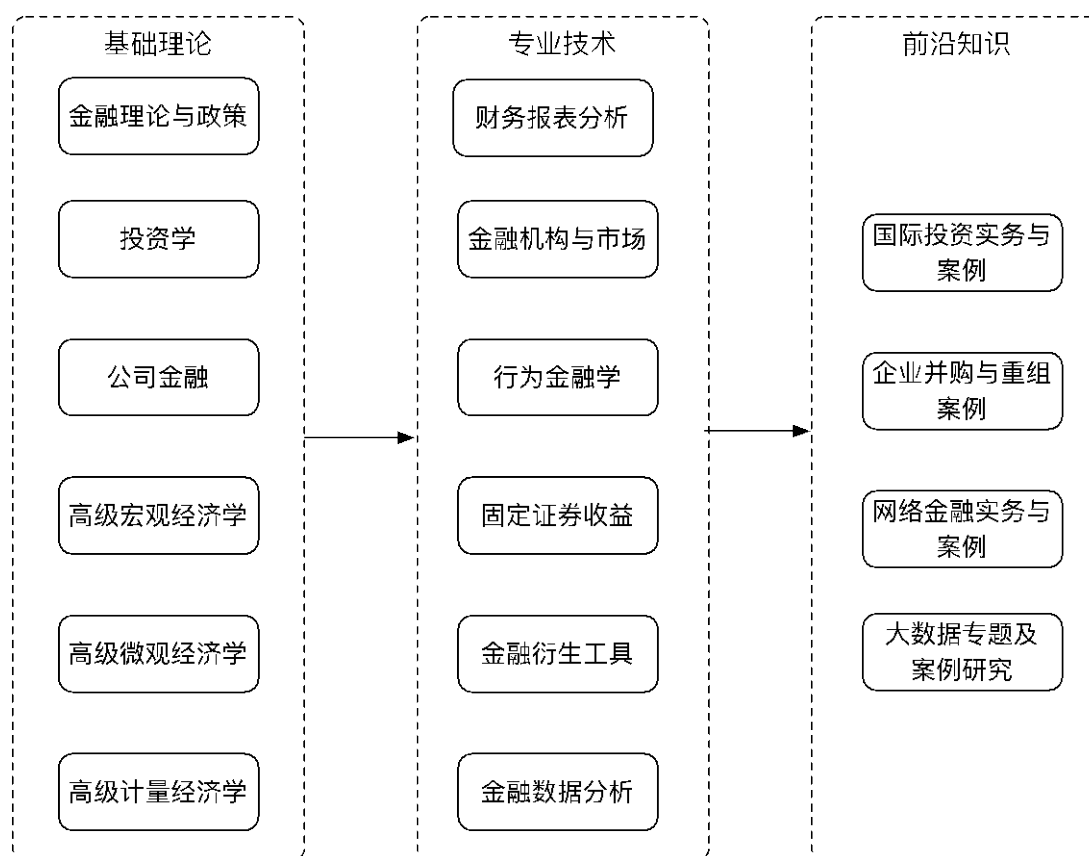 基础理论
金融理论与政策
投资学
公司金融
高级宏观经济学
高级微观经济学
高级计量经济学
专业技术
财务报表分析
金融机构与市场
行为金融学
固定证券收益
金融衍生工具
金融数据分析
前沿知识
国际投资实务与
案例
企业并购与重组
案例
网络金融实务与
案例
大数据专题及
案例研究